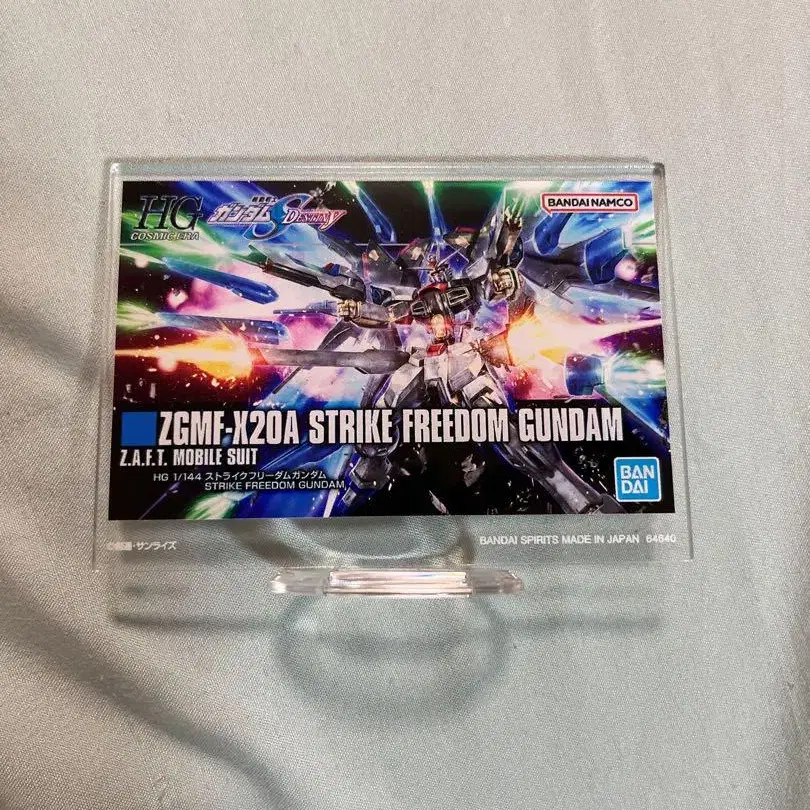 HG
COSMIC ERA
機動戦士
ガンダムSEED DESTINY
BANDAI NAMCO
ZGMF-X20A STRIKE FREEDOM GUNDAM
Z.A.F.T. MOBILE SUIT
HG 1/144 ストライクフリーダムガンダム
STRIKE FREEDOM GUNDAM
BAN
DAI
©創通・サンライズ
BANDAI SPIRITS MADE IN JAPAN